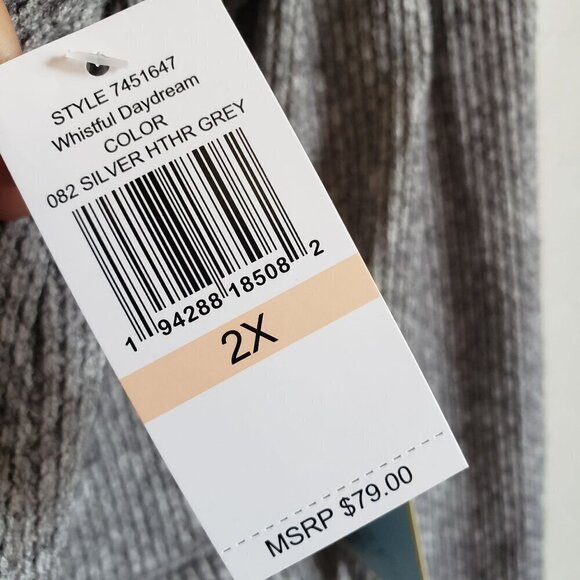 STYLE 7451647
Whistful Daydream
COLOR
082 SILVER HTHR GREY
1 94288 18508 2
2X
MSRP $79.00